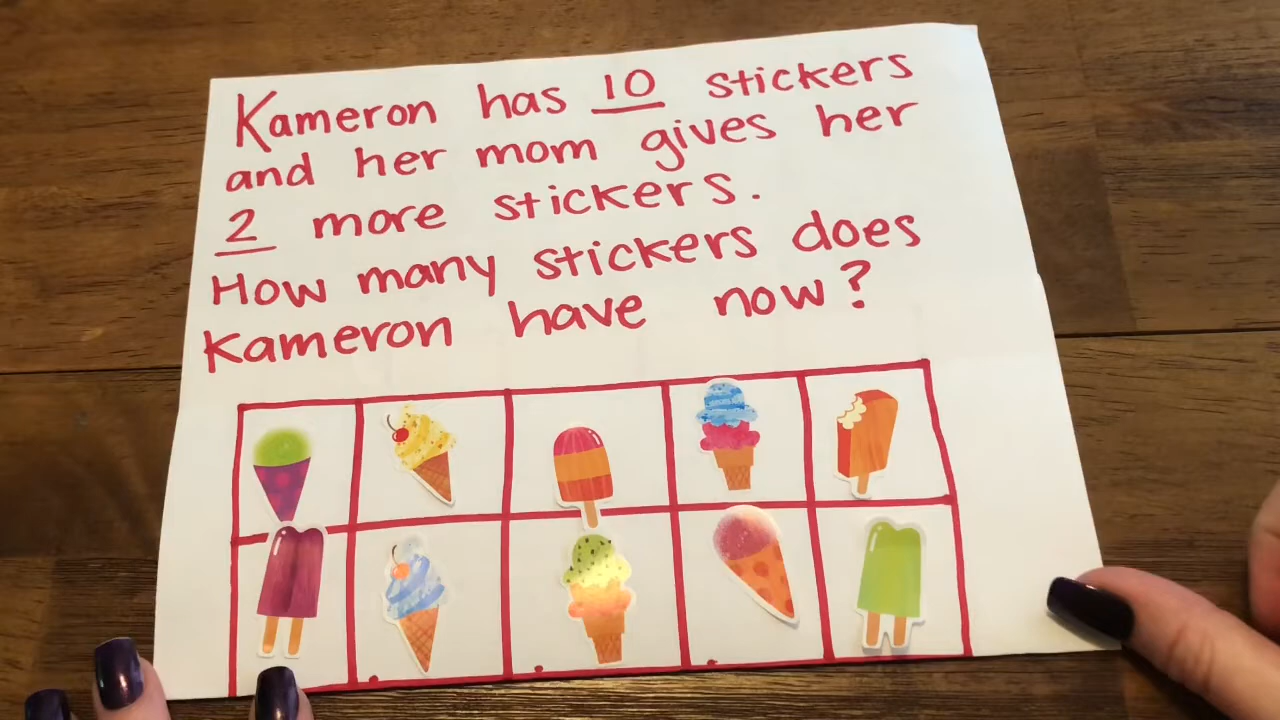 Kameron has 10 stickers
and her mom gives her
2 more stickers.
How many stickers does
Kameron have now?